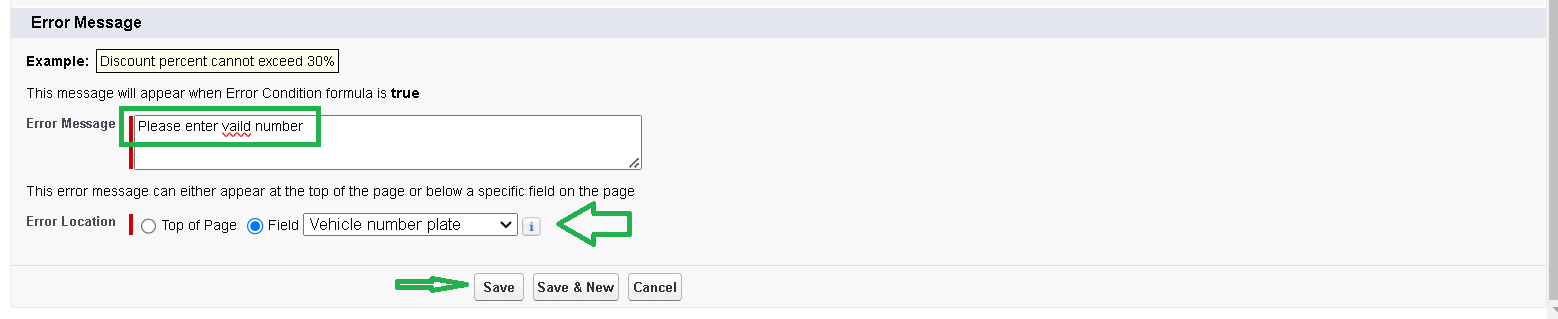 Error Message
Example: Discount percent cannot exceed 30%
This message will appear when Error Condition formula is true
Error Message Please enter vaild number
This error message can either appear at the top of the page or below a specific field on the page
Error Location Top of Page Field Vehicle number plate i
Save Save & New Cancel